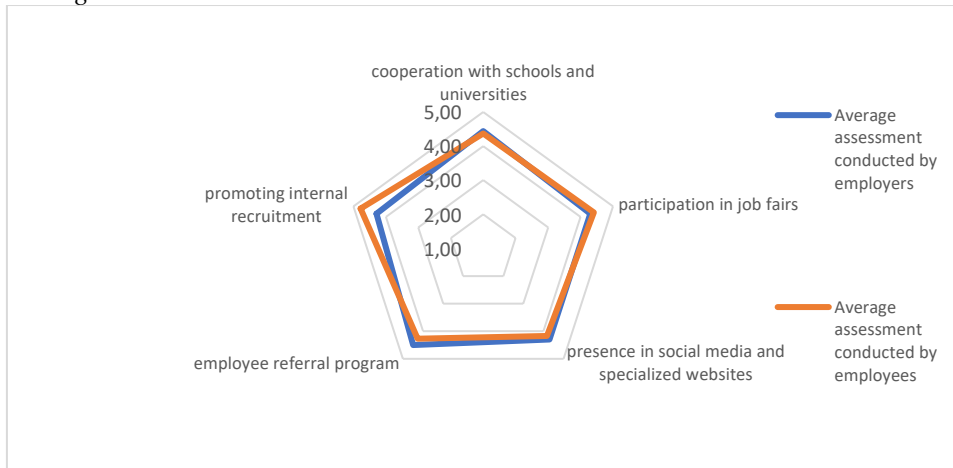 cooperation with schools and
universities
5,00
4,00
3,00
2,00
1,00
promoting internal
recruitment
participation in job fairs
employee referral program
presence in social media and
specialized websites
Average
assessment
conducted by
employers
Average
assessment
conducted by
employees